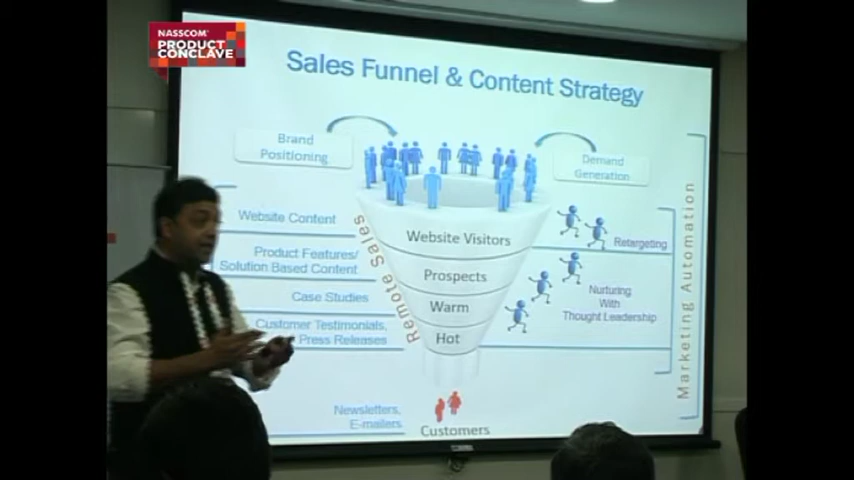 NASSCOM
PRODUCT
CONCLAVE
Sales Funnel & Content Strategy
Brand
Positioning
Demand
Generation
Website Content
Product Features/
Solution Based Content
Case Studies
Customer Testimonials,
Press Releases
Newsletters,
E-mailers
Remote Sales
Website Visitors
Prospects
Warm
Hot
Customers
Retargeting
Nurturing
With
Thought Leadership
Marketing Automation